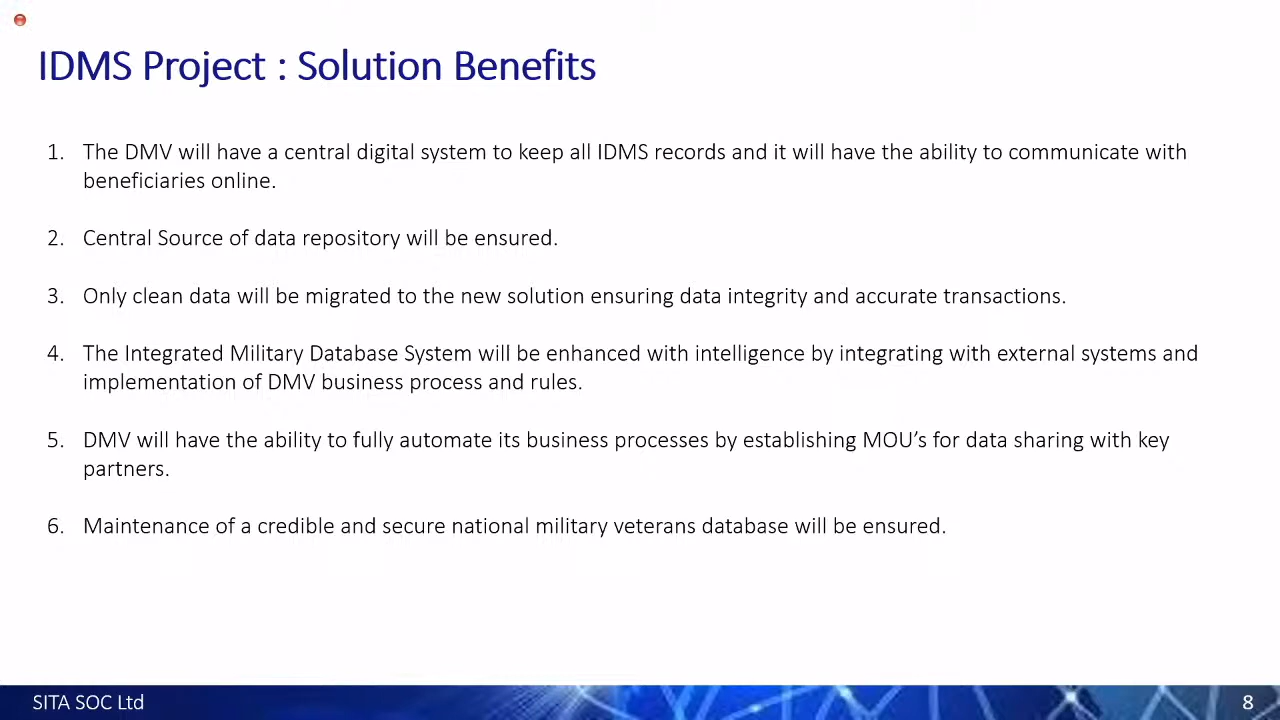 IDMS Project : Solution Benefits
1. The DMV will have a central digital system to keep all IDMS records and it will have the ability to communicate with
beneficiaries online.
2. Central Source of data repository will be ensured.
3. Only clean data will be migrated to the new solution ensuring data integrity and accurate transactions.
4. The Integrated Military Database System will be enhanced with intelligence by integrating with external systems and
implementation of DMV business process and rules.
5. DMV will have the ability to fully automate its business processes by establishing MOU’s for data sharing with key
partners.
6. Maintenance of a credible and secure national military veterans database will be ensured.
SITA SOC Ltd
8